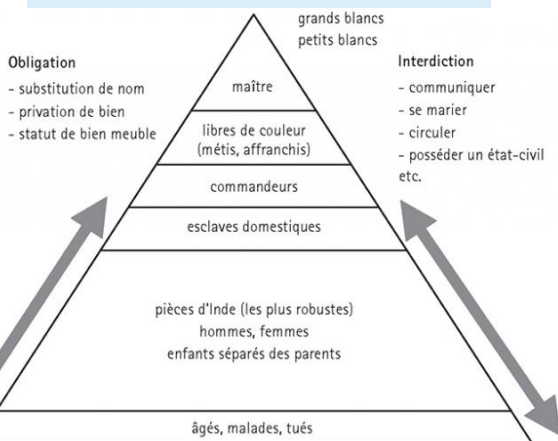 grands blancs
petits blancs
Obligation
- substitution de nom
- privation de bien
- statut de bien meuble
Interdiction
- communiquer
- se marier
- circuler
- posséder un état-civil
etc.
maître
libres de couleur
(métis, affranchis)
commandeurs
esclaves domestiques
pièces d'Inde (les plus robustes)
hommes, femmes
enfants séparés des parents
âgés, malades, tués